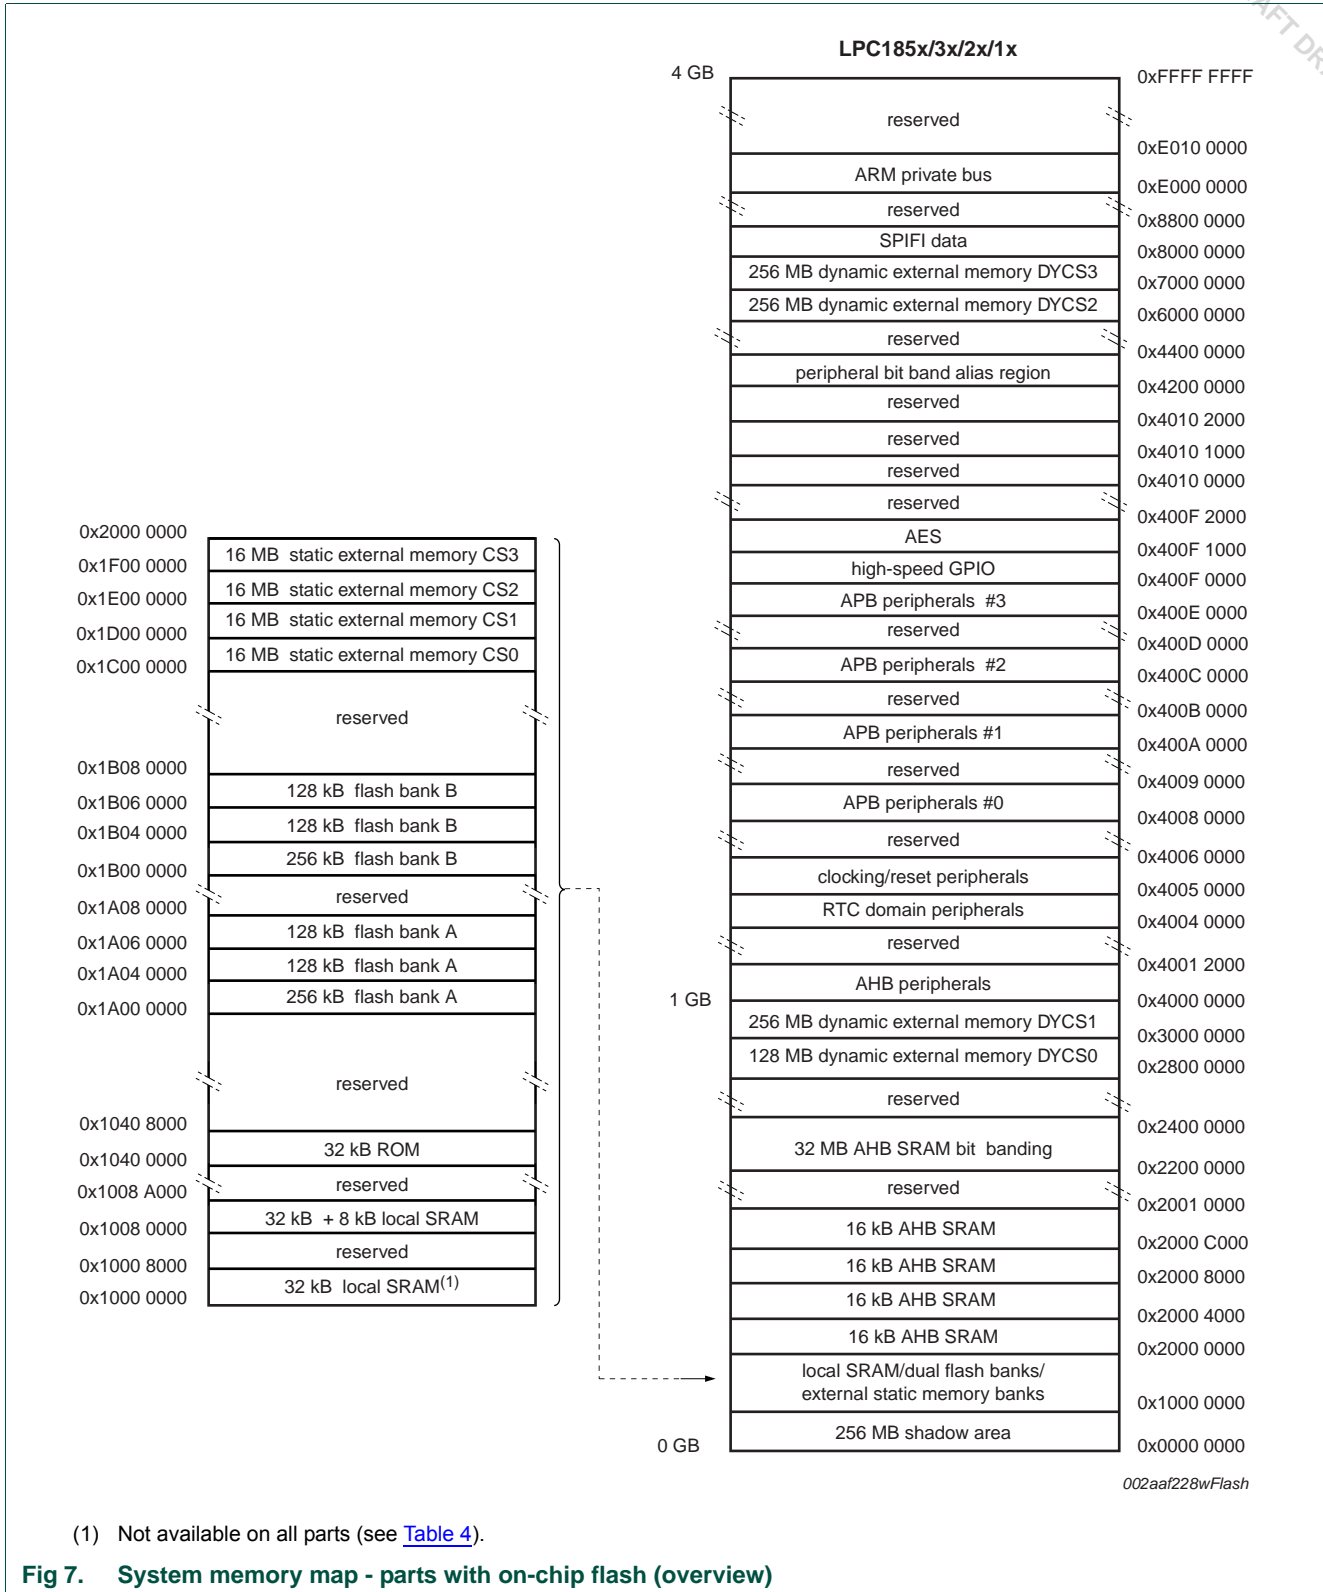 AFT DR
LPC185x/3x/2x/1x
4 GB
0xFFFF FFFF
reserved
0xE010 0000
ARM private bus
0xE000 0000
reserved
0x8800 0000
SPIFI data
0x8000 0000
256 MB dynamic external memory DYCS3
0x7000 0000
256 MB dynamic external memory DYCS2
0x6000 0000
reserved
0x4400 0000
peripheral bit band alias region
0x4200 0000
reserved
0x4010 2000
reserved
0x4010 1000
reserved
0x4010 0000
reserved
0x400F 2000
AES
0x400F 1000
high-speed GPIO
0x400F 0000
APB peripherals #3
0x400E 0000
reserved
0x400D 0000
APB peripherals #2
0x400C 0000
reserved
0x400B 0000
APB peripherals #1
0x400A 0000
reserved
0x4009 0000
APB peripherals #0
0x4008 0000
reserved
0x4006 0000
clocking/reset peripherals
0x4005 0000
RTC domain peripherals
0x4004 0000
reserved
0x4001 2000
AHB peripherals
1 GB
0x4000 0000
256 MB dynamic external memory DYCS1
0x3000 0000
128 MB dynamic external memory DYCS0
0x2800 0000
reserved
0x2400 0000
32 MB AHB SRAM bit banding
0x2200 0000
reserved
0x2001 0000
16 kB AHB SRAM
0x2000 C000
16 kB AHB SRAM
0x2000 8000
16 kB AHB SRAM
0x2000 4000
16 kB AHB SRAM
0x2000 0000
local SRAM/dual flash banks/
external static memory banks
0x1000 0000
256 MB shadow area
0 GB
0x0000 0000
0x2000 0000
16 MB static external memory CS3
0x1F00 0000
16 MB static external memory CS2
0x1E00 0000
16 MB static external memory CS1
0x1D00 0000
16 MB static external memory CS0
0x1C00 0000
reserved
0x1B08 0000
128 kB flash bank B
0x1B06 0000
128 kB flash bank B
0x1B04 0000
256 kB flash bank B
0x1B00 0000
reserved
0x1A08 0000
128 kB flash bank A
0x1A06 0000
128 kB flash bank A
0x1A04 0000
256 kB flash bank A
0x1A00 0000
reserved
0x1040 8000
32 kB ROM
0x1040 0000
reserved
0x1008 A000
32 kB + 8 kB local SRAM
0x1008 0000
reserved
0x1000 8000
32 kB local SRAM(1)
0x1000 0000
002aaf228wFlash
(1) Not available on all parts (see Table 4).
Fig 7. System memory map - parts with on-chip flash (overview)